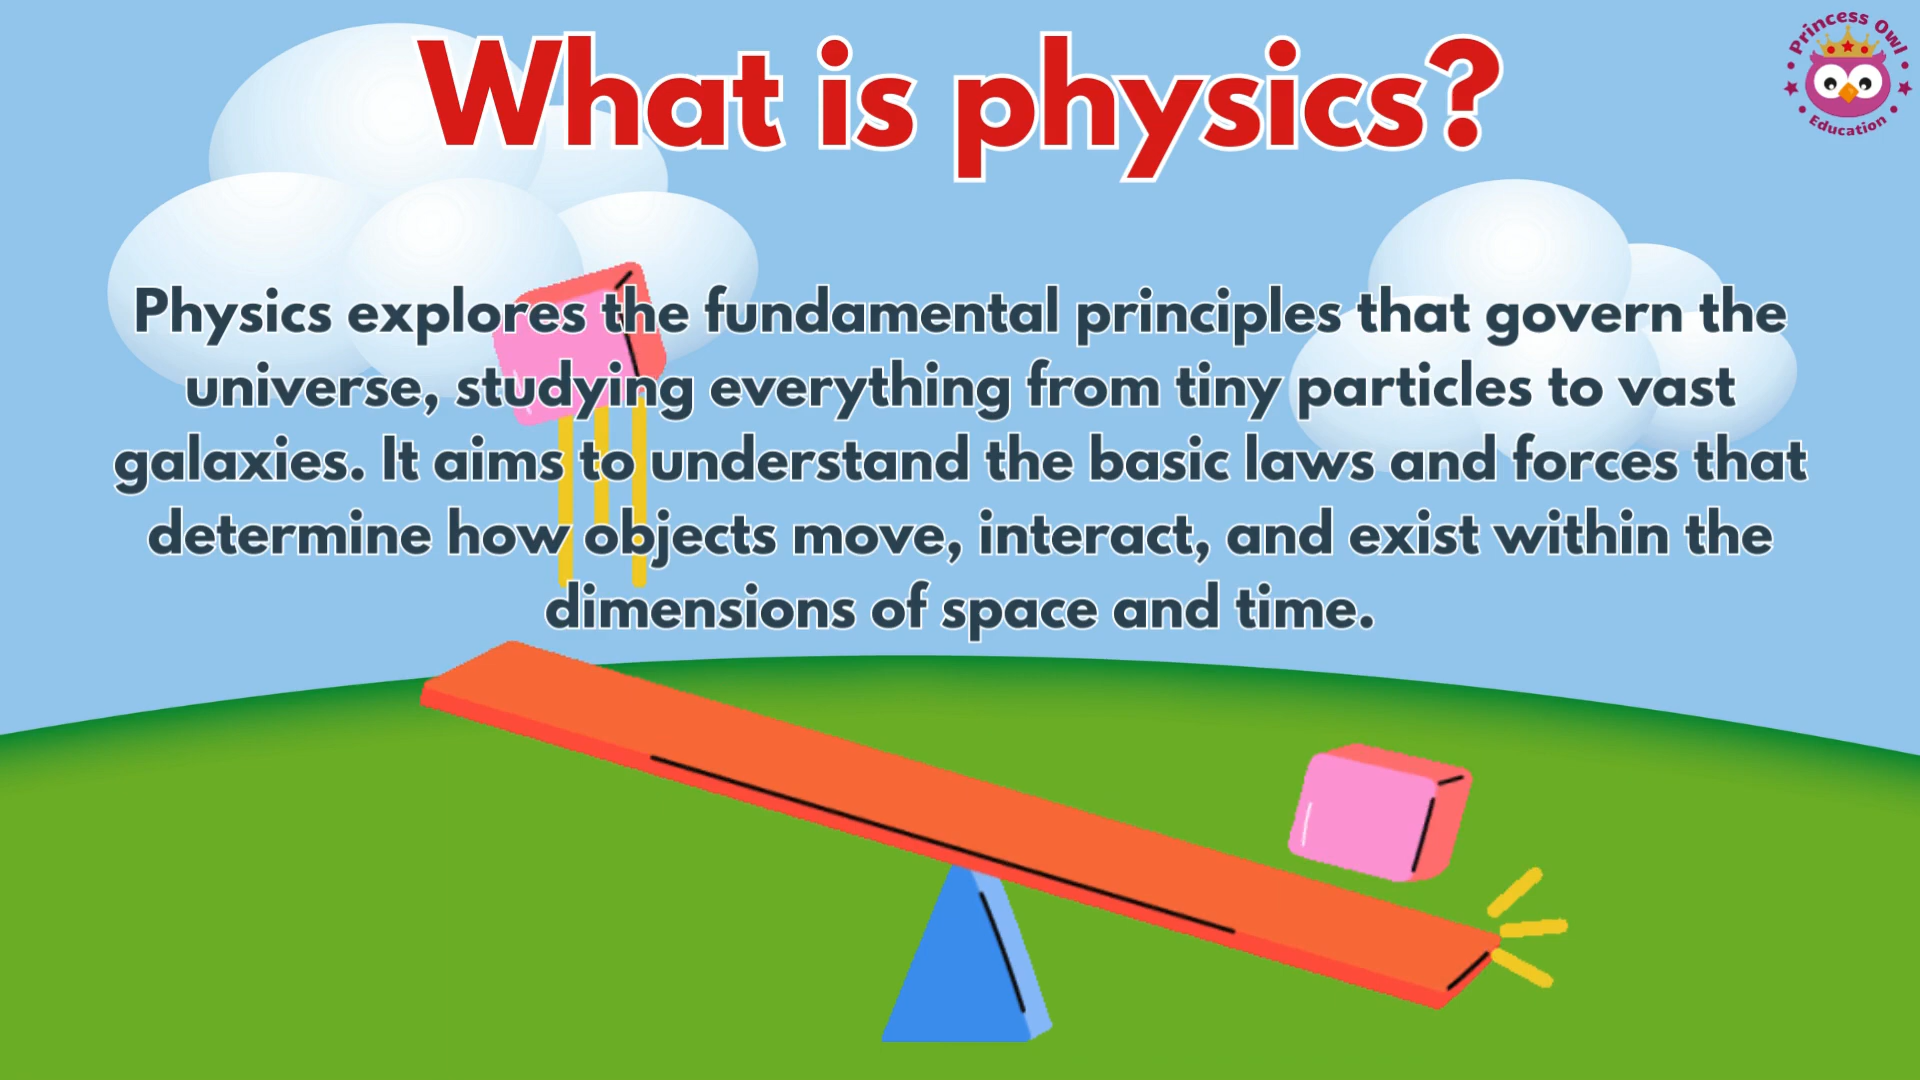 What is physics?
Princess Owl
Education
Physics explores the fundamental principles that govern the
universe, studying everything from tiny particles to vast
galaxies. It aims to understand the basic laws and forces that
determine how objects move, interact, and exist within the
dimensions of space and time.